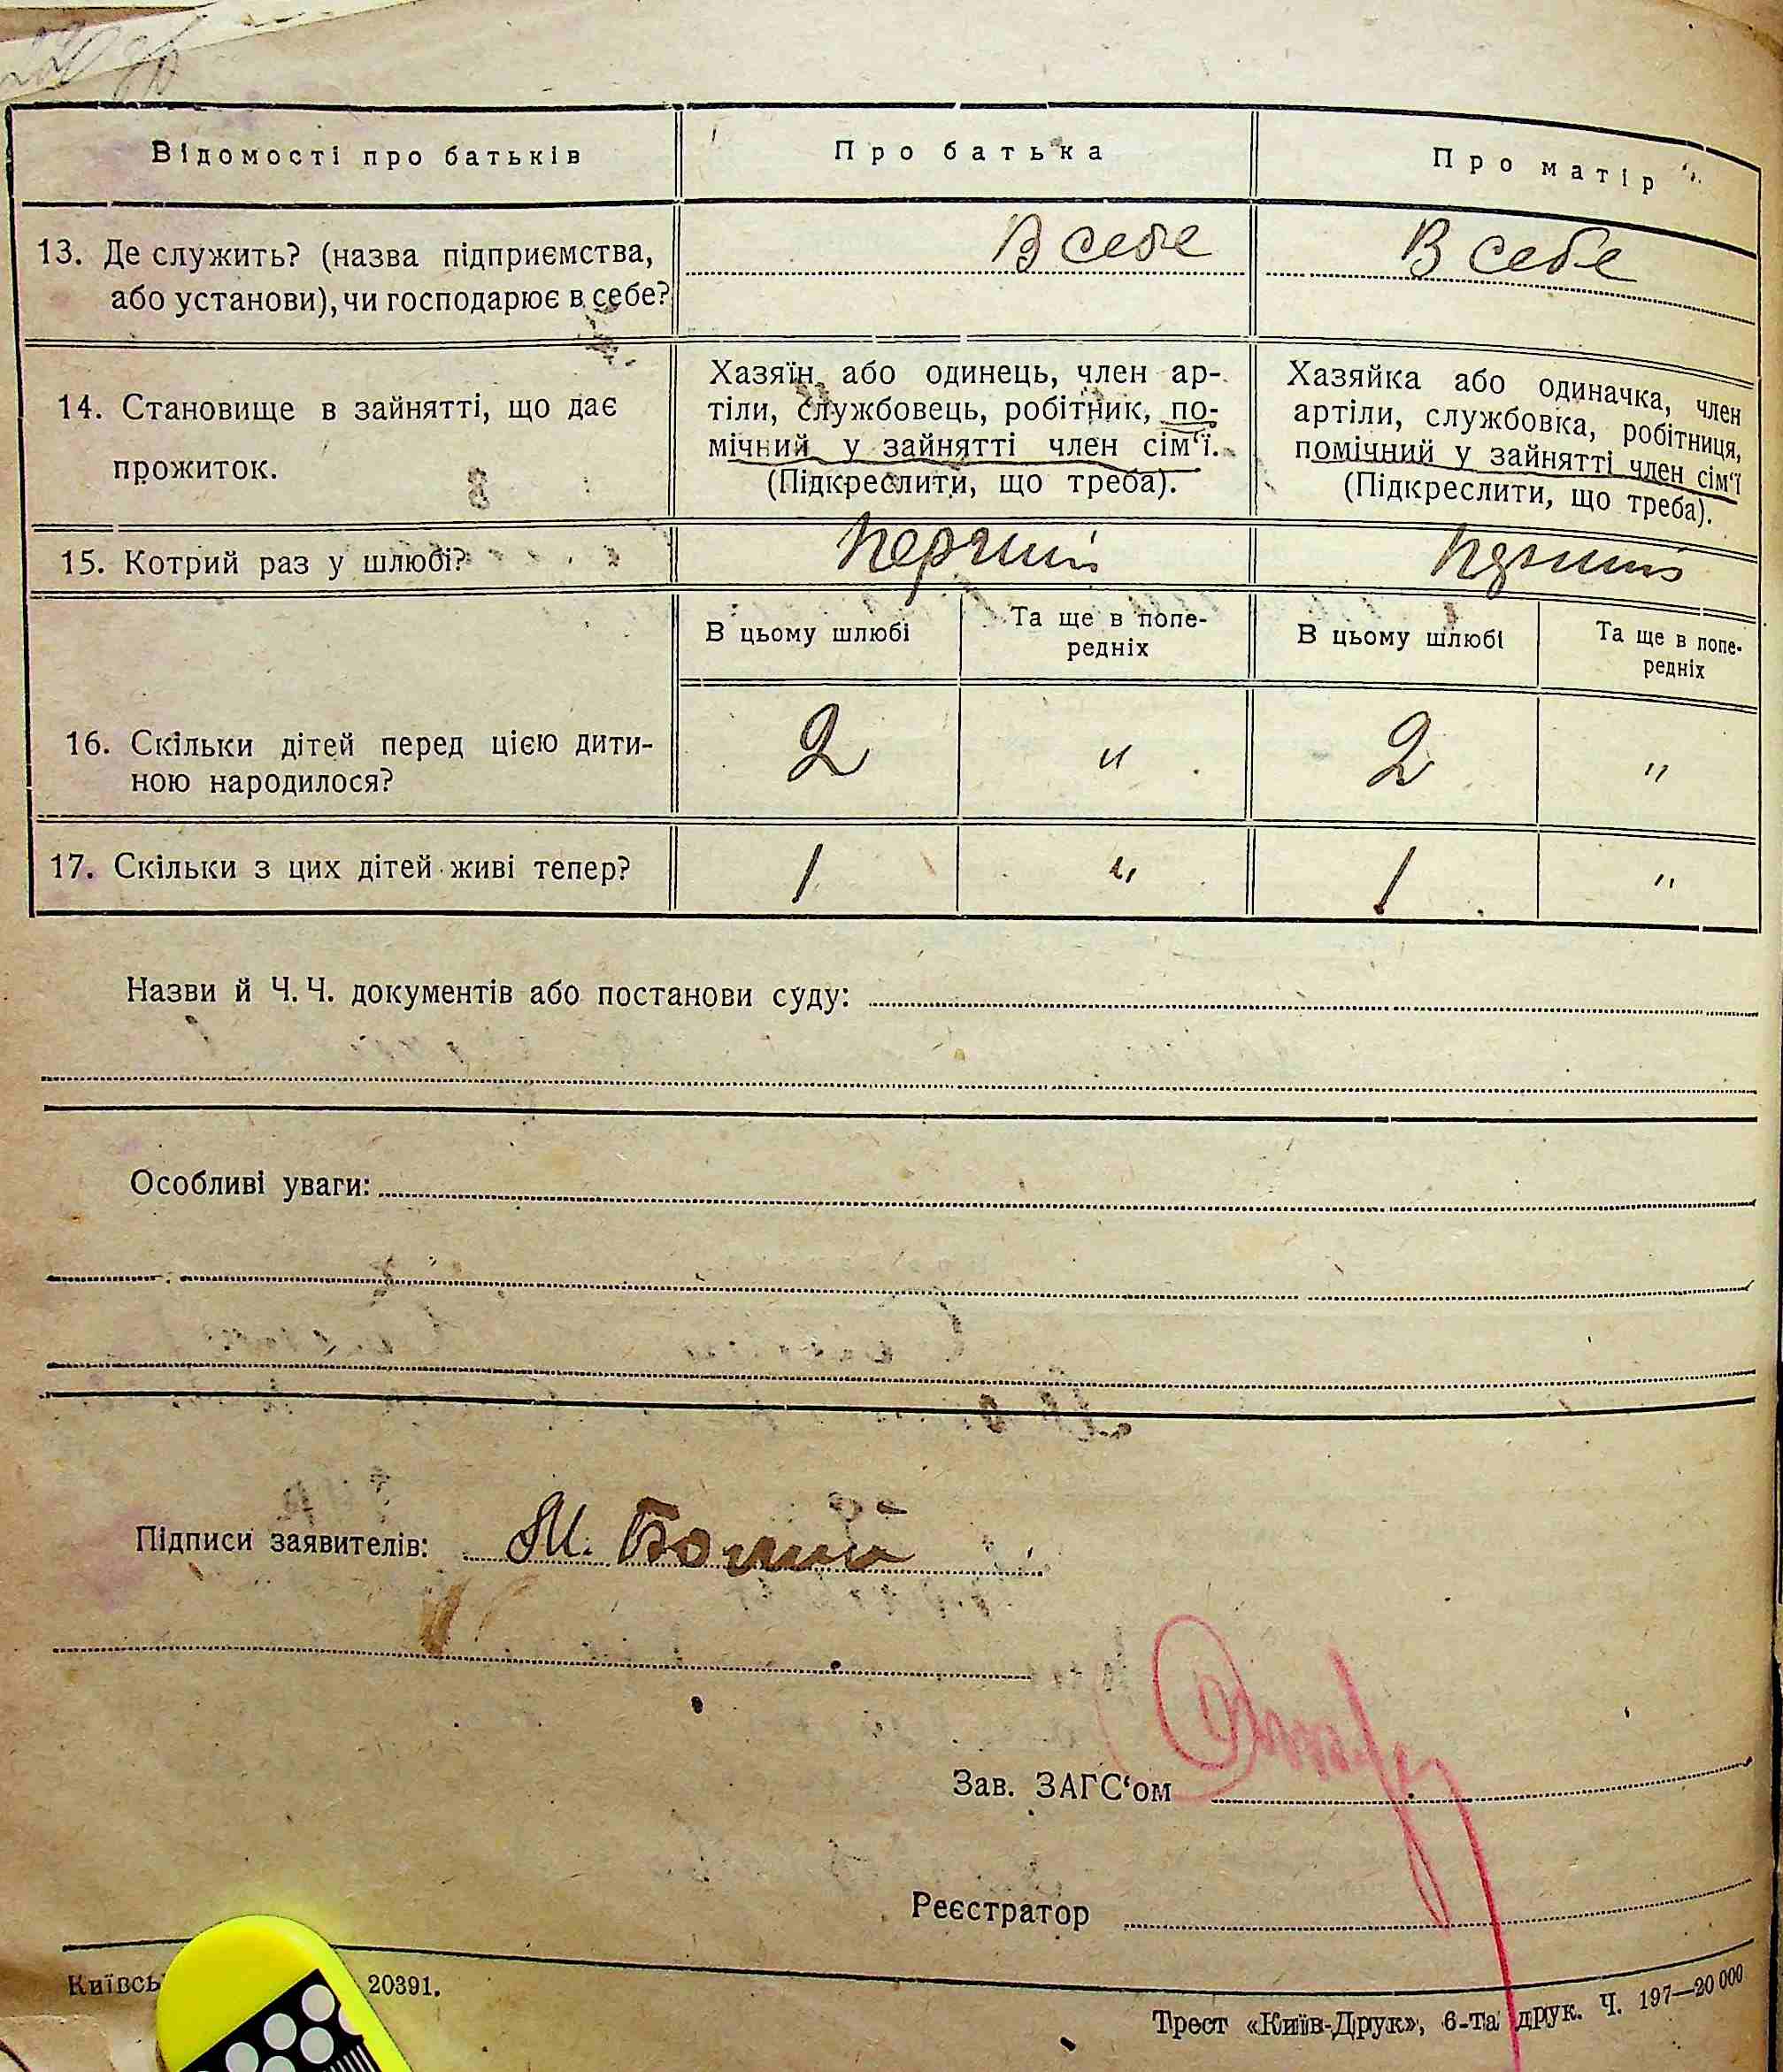 Відомості про батьків
Про батька
Про матір
13. Де служить? (назва підприємства,
або установи), чи господарює в себе?
В себе
В себе
14. Становище в зайнятті, що дає
прожиток.
Хазяїн, або одинець, член ар-
тіли, службовець, робітник, по-
мічний у зайнятті член сім‘ї.
(Підкреслити, що треба).
Хазяйка або одиначка, член
артіли, службовка, робітниця,
помічний у зайнятті член сім‘ї
(Підкреслити, що треба).
15. Котрий раз у шлюбі?
перший
перший
В цьому шлюбі
Та ще в попе-
редніх
В цьому шлюбі
Та ще в попе-
редніх
16. Скільки дітей перед цією дити-
ною народилося?
2 " 2 "
17. Скільки з цих дітей живі тепер?
1 " 1 "
Назви й Ч. Ч. документів або постанови суду:
Особливі уваги:
Підписи заявителів: М.
Зав. ЗАГС‘ом
Реєстратор
Київсь 20391.
Трест «Київ-Друк», 6-та друк. Ч. 197—20 000